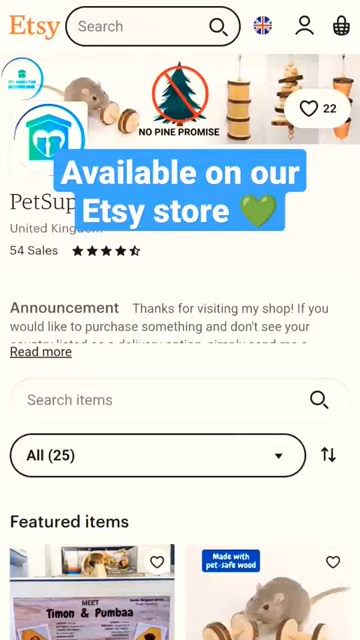 Etsy
Search
NO PINE PROMISE
22
Available on our
Etsy store 💚
PetSup
United Kingdom
54 Sales
Announcement Thanks for visiting my shop! If you
would like to purchase something and don't see your
Read more
Search items
All (25)
Featured items
MEET
Timon & Pumbaa
Made with
pet-safe wood